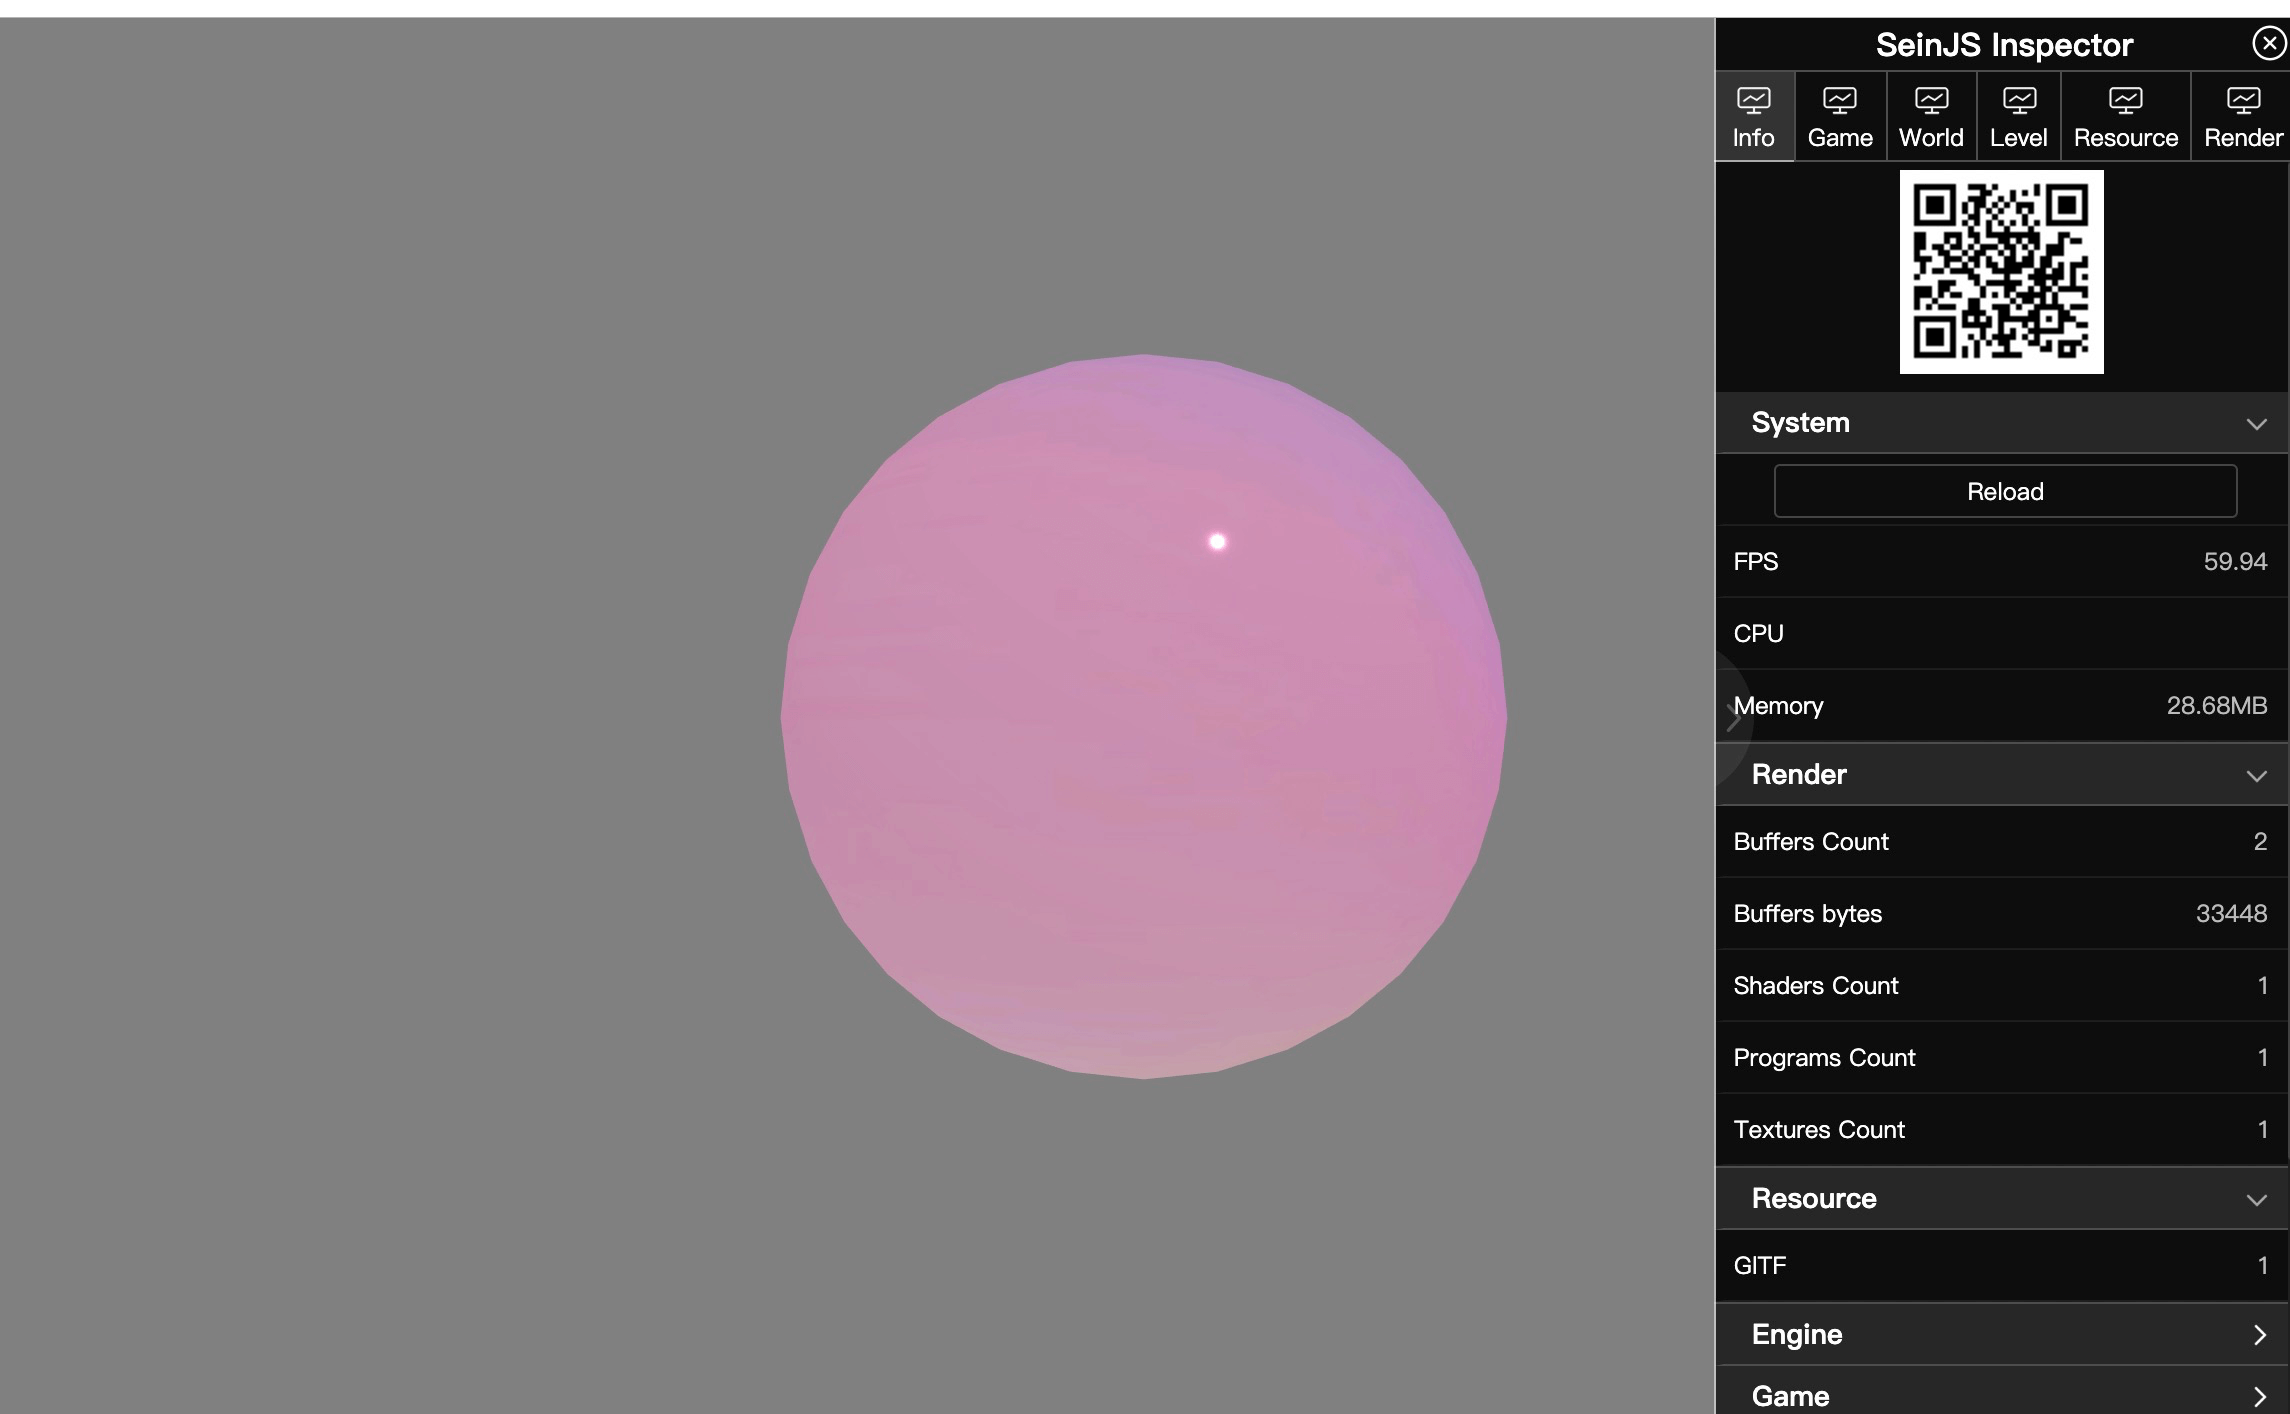 SeinJS Inspector
Info Game World Level Resource Render
System
Reload
FPS 59.94
CPU
Memory 28.68MB
Render
Buffers Count 2
Buffers bytes 33448
Shaders Count 1
Programs Count 1
Textures Count 1
Resource
GlTF 1
Engine
Game